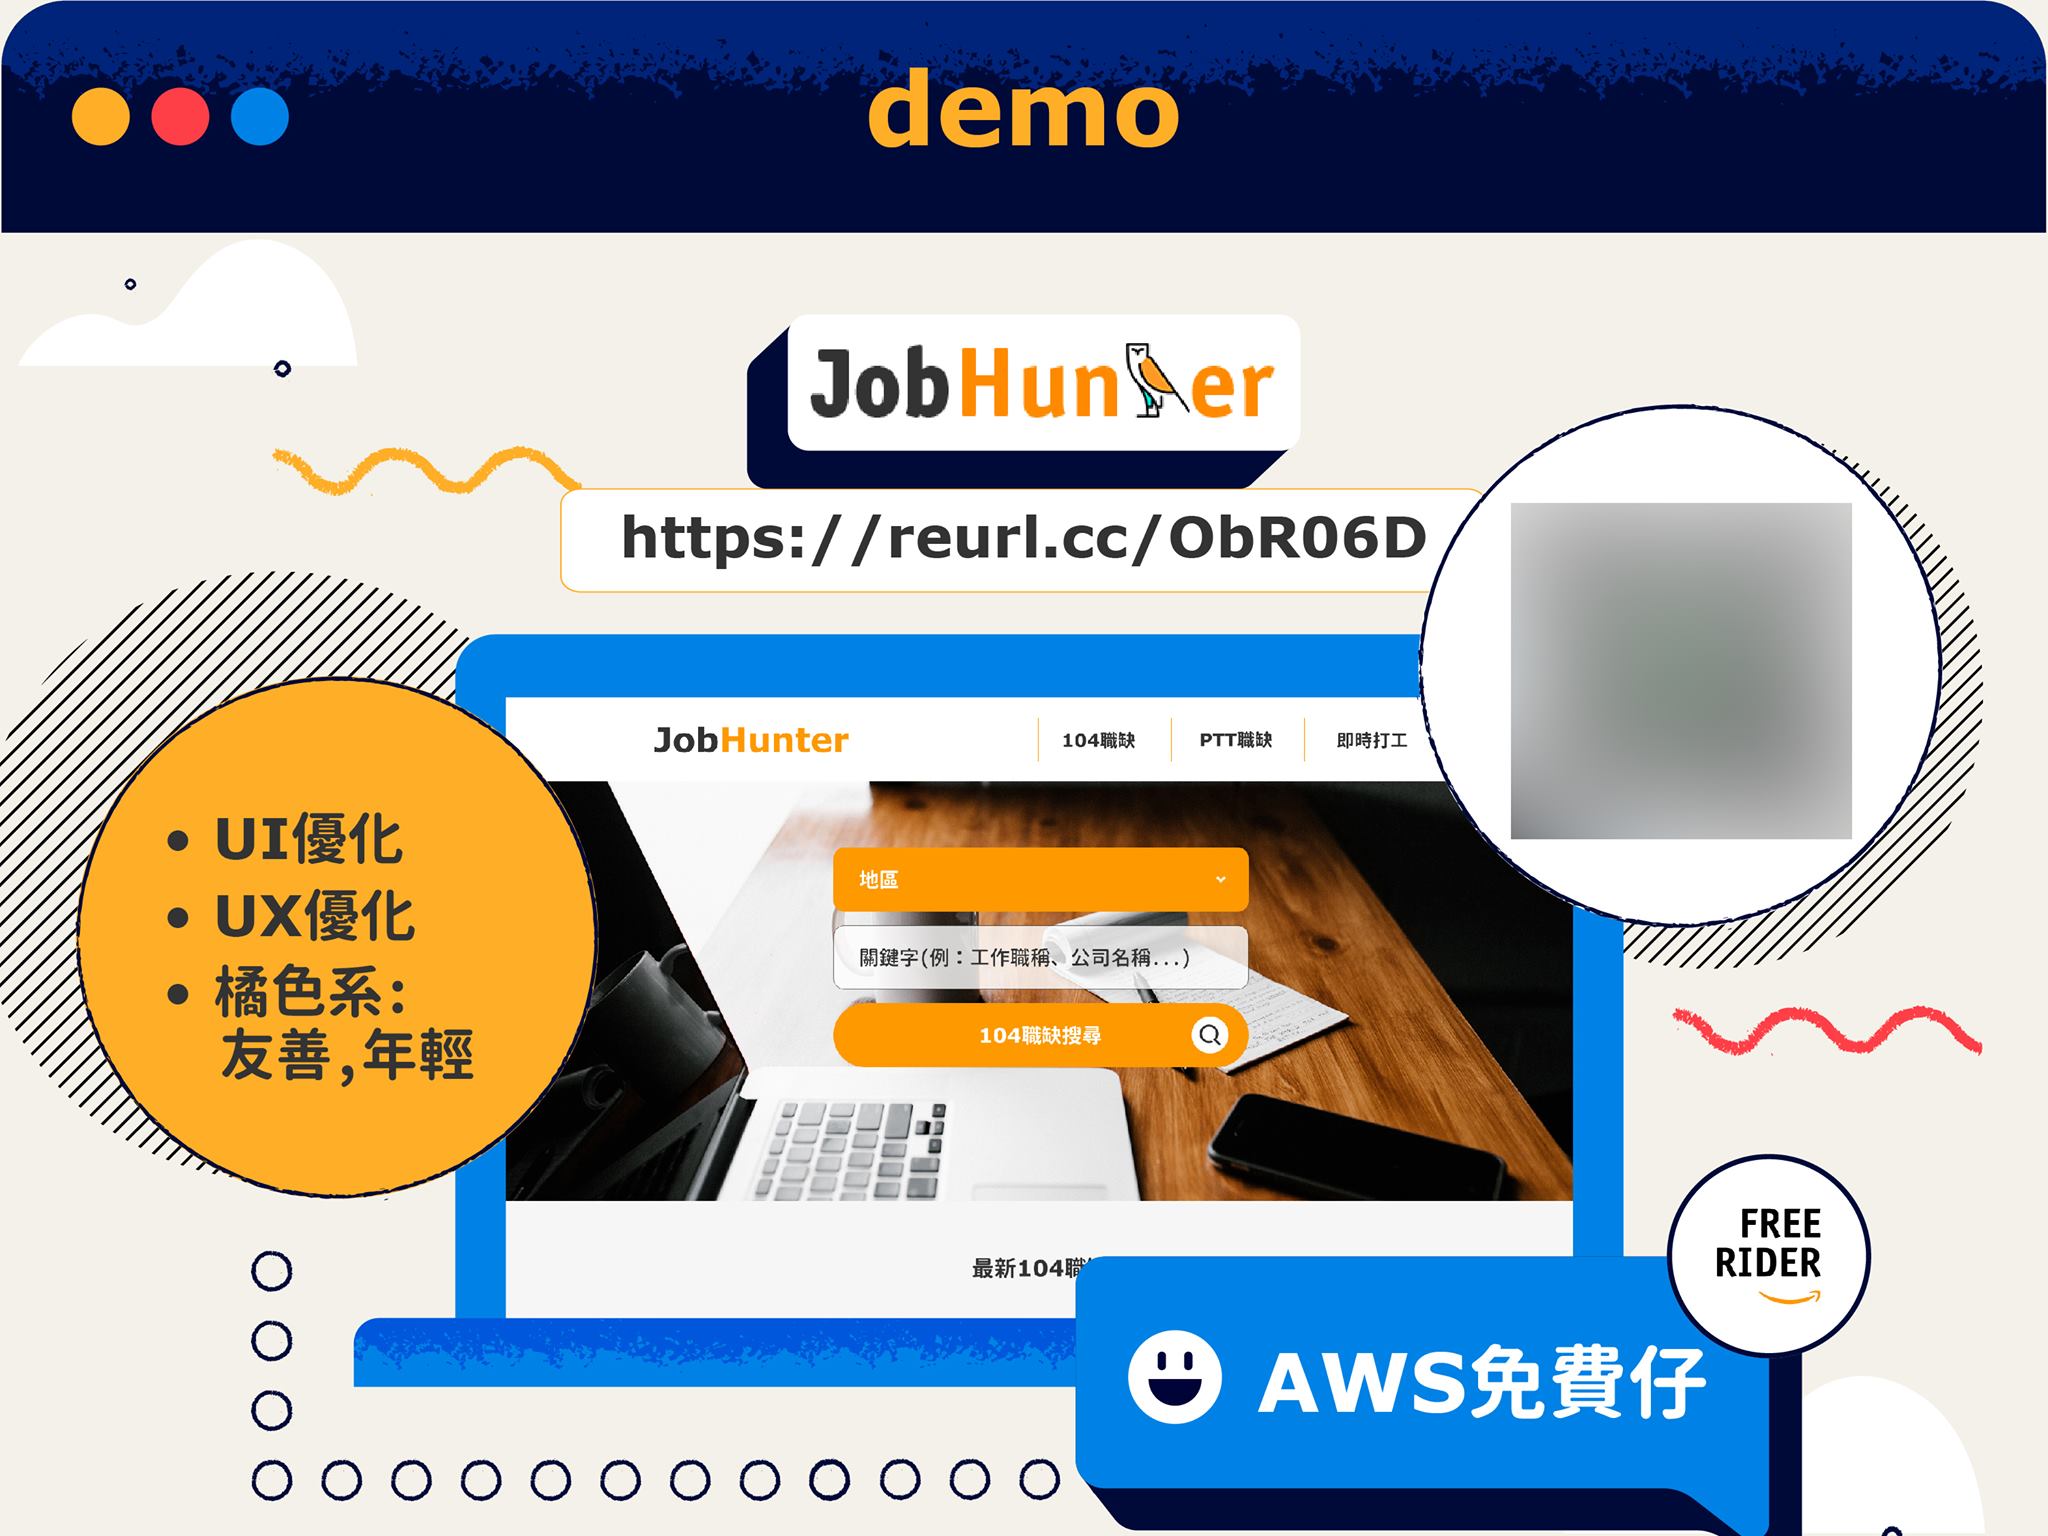 demo
JobHunter
https://reurl.cc/ObR06D
JobHunter
104職缺
PTT職缺
即時打工
UI優化
UX優化
橘色系:
友善,年輕
地區
關鍵字(例：工作職稱、公司名稱...)
104職缺搜尋
最新104職
FREE
RIDER
AWS免費仔